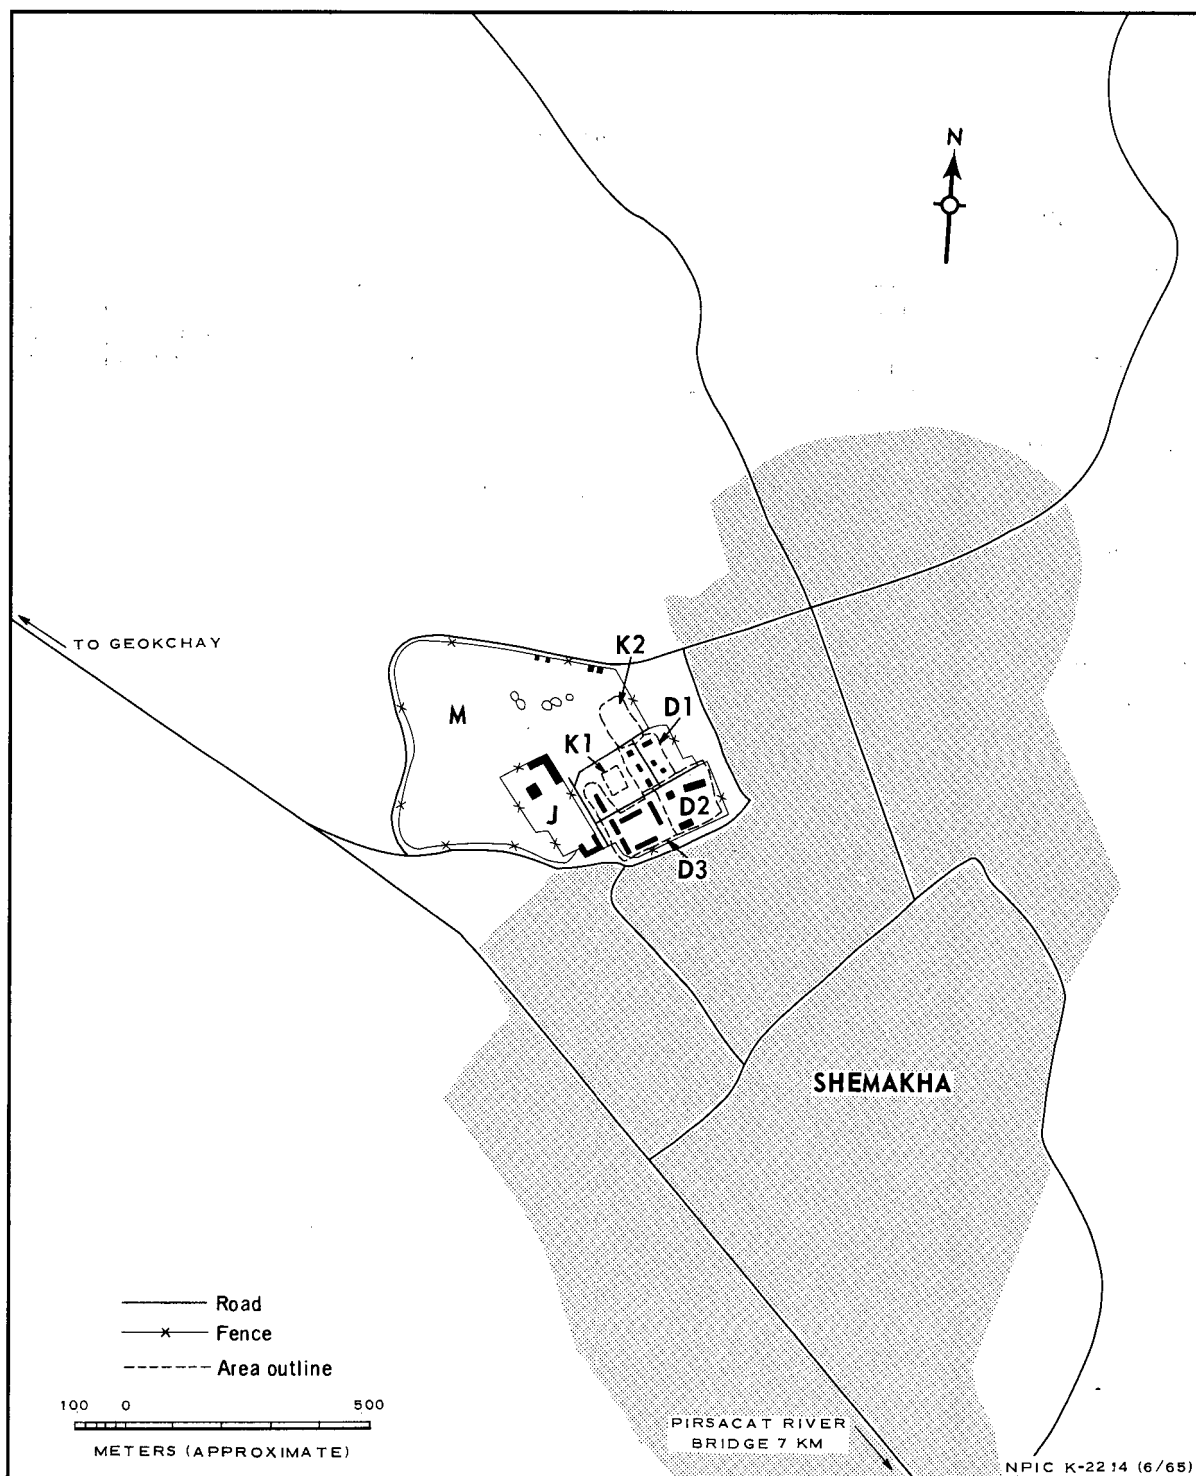 N
TO GEOKCHAY
K2
M
D1
K1
J
D2
D3
SHEMAKHA
Road
Fence
Area outline
100 0 500
METERS (APPROXIMATE)
PIRSACAT RIVER
BRIDGE 7 KM
NPIC K-2214 (6/65)